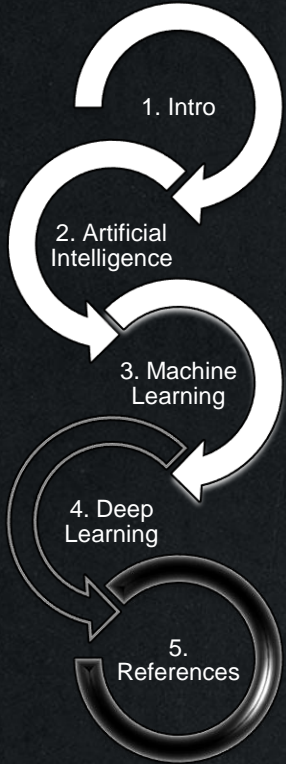 1. Intro
2. Artificial
Intelligence
3. Machine
Learning
4. Deep
Learning
5.
References